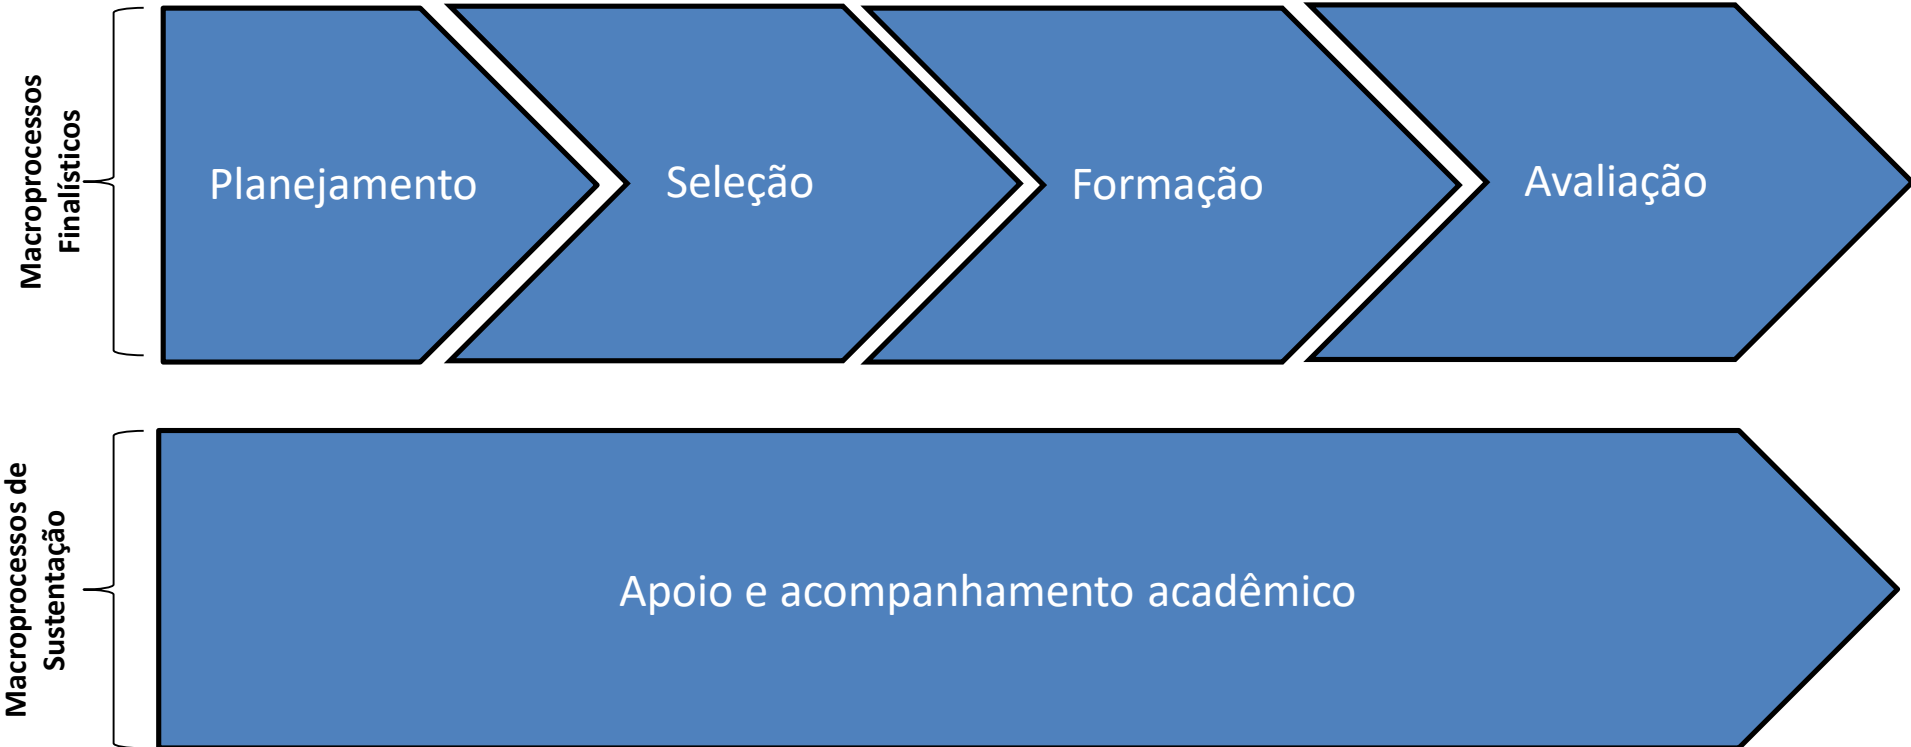 Macroprocessos
Finalísticos
Planejamento
Seleção
Formação
Avaliação
Macroprocessos de
Sustentação
Apoio e acompanhamento acadêmico